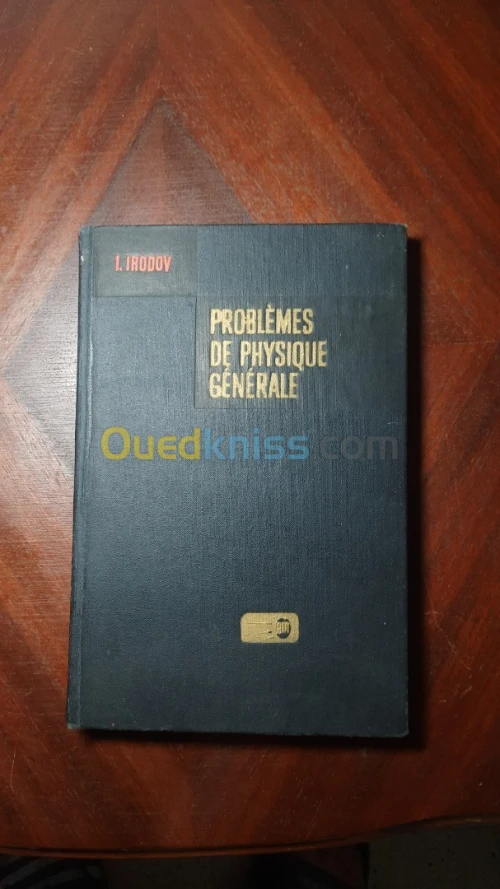 I. IRODOV
PROBLÈMES
DE PHYSIQUE
GÉNÉRALE
Ouedkniss.com